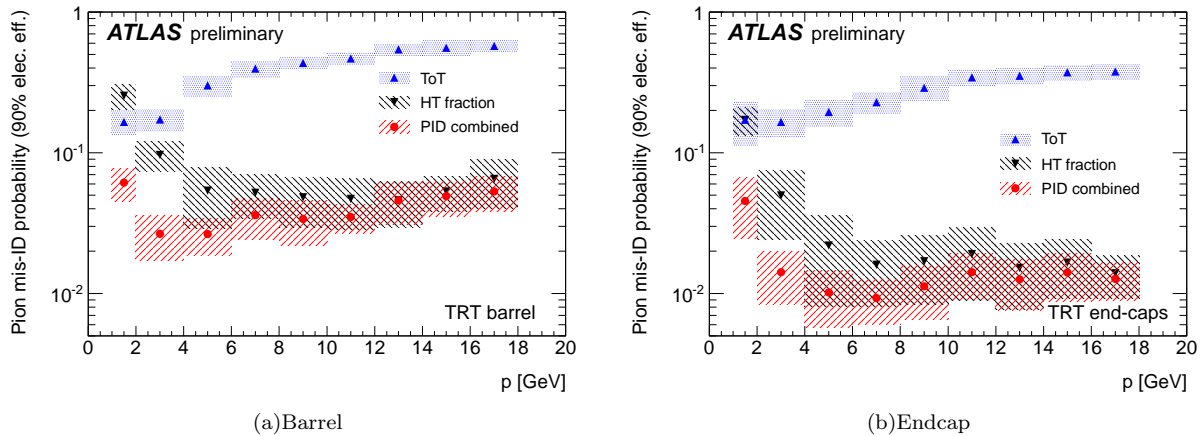 Pion mis-ID probability (90% elec. eff.)
1
10⁻¹
10⁻²
ATLAS preliminary
ToT
HT fraction
PID combined
TRT barrel
0 2 4 6 8 10 12 14 16 18 20
p [GeV]
(a)Barrel
Pion mis-ID probability (90% elec. eff.)
1
10⁻¹
10⁻²
ATLAS preliminary
ToT
HT fraction
PID combined
TRT end-caps
0 2 4 6 8 10 12 14 16 18 20
p [GeV]
(b)Endcap